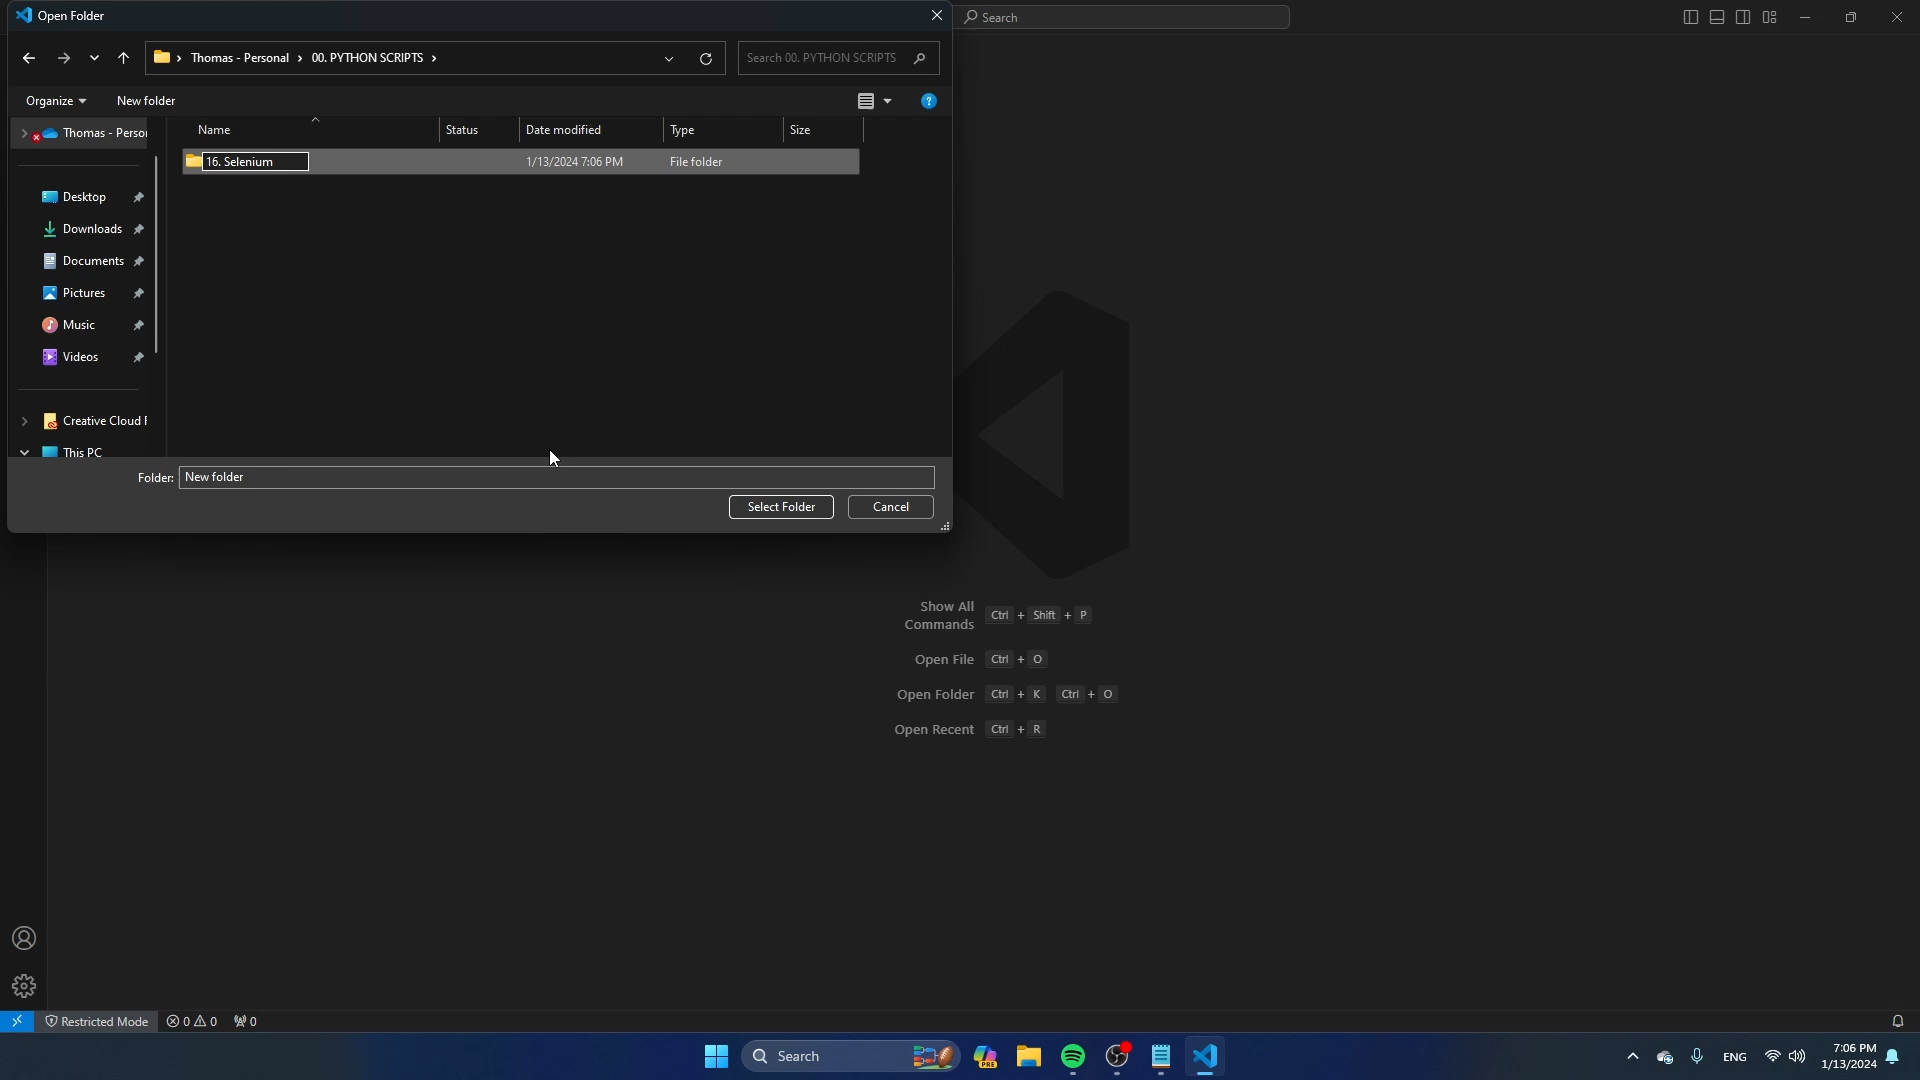 Open Folder
Search
Thomas - Personal > 00. PYTHON SCRIPTS >
Search 00. PYTHON SCRIPTS
Organize
New folder
?
Name
Status
Date modified
Type
Size
Thomas - Perso
16. Selenium
1/13/2024 7:06 PM
File folder
Desktop
Downloads
Documents
Pictures
Music
Videos
Creative Cloud F
This PC
Folder: New folder
Select Folder
Cancel
Show All Commands Ctrl + Shift + P
Open File Ctrl + O
Open Folder Ctrl + K Ctrl + O
Open Recent Ctrl + R
Restricted Mode
0
0
0
Search
PRE
ENG
7:06 PM
1/13/2024